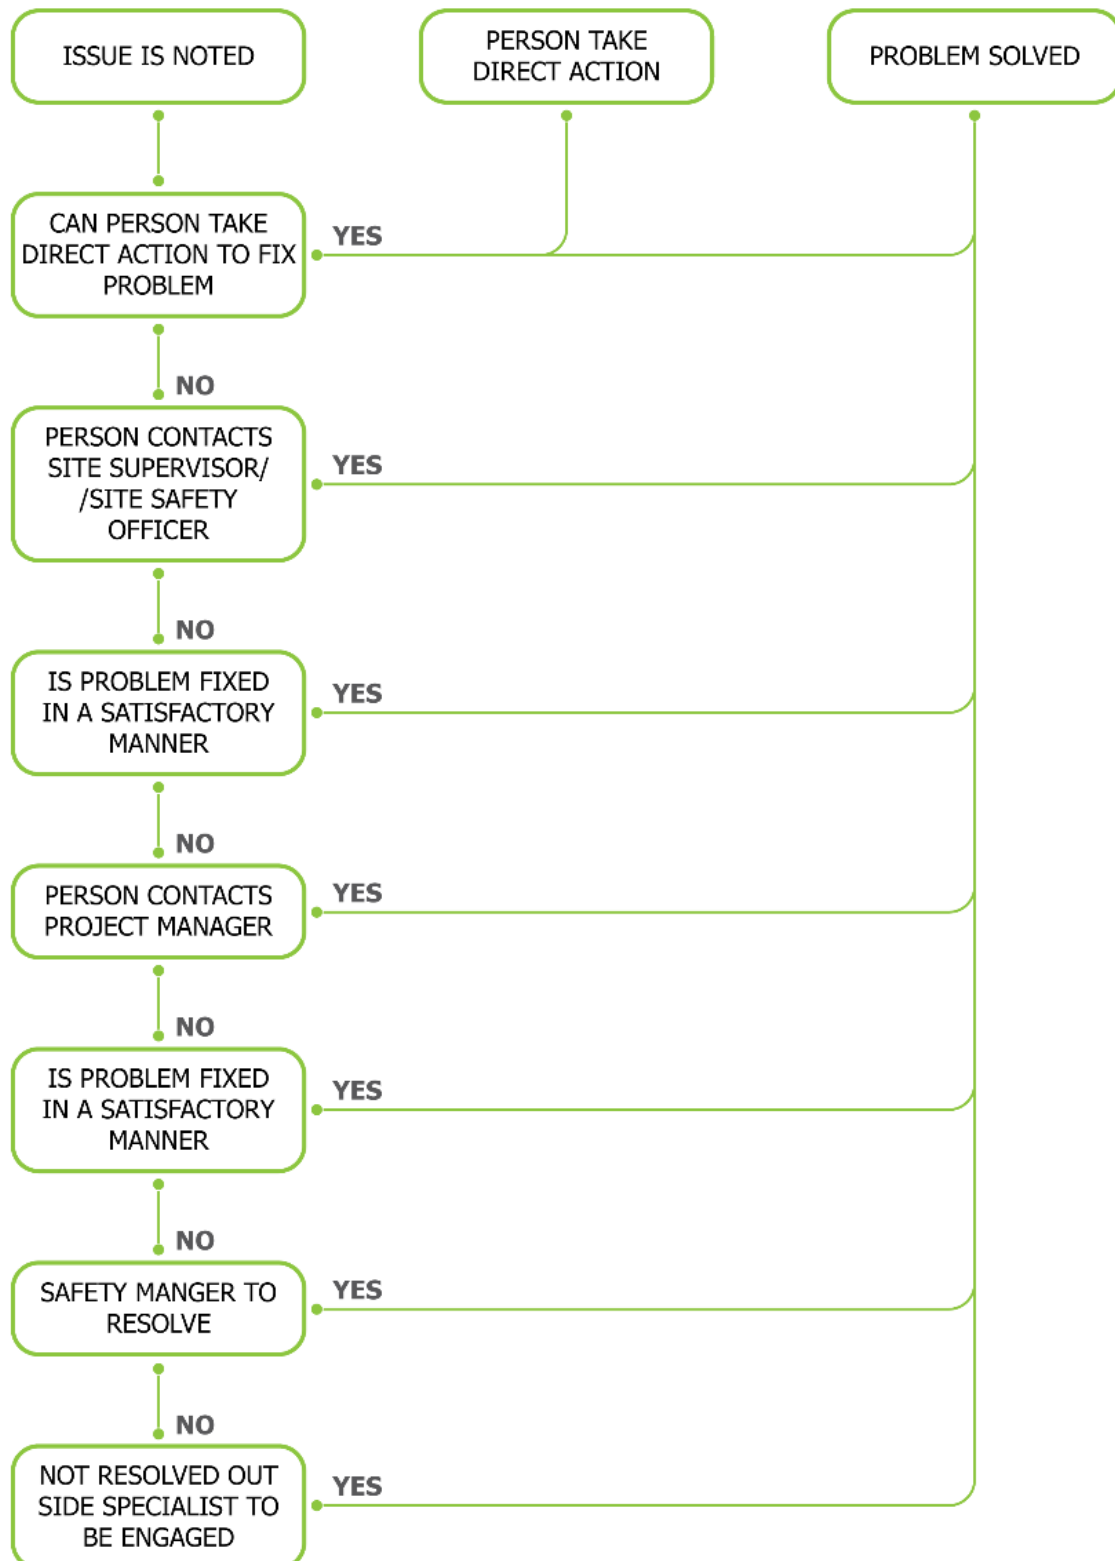 ISSUE IS NOTED
PERSON TAKE
DIRECT ACTION
PROBLEM SOLVED
CAN PERSON TAKE
DIRECT ACTION TO FIX
PROBLEM
YES
NO
PERSON CONTACTS
SITE SUPERVISOR/
/SITE SAFETY
OFFICER
YES
NO
IS PROBLEM FIXED
IN A SATISFACTORY
MANNER
YES
NO
PERSON CONTACTS
PROJECT MANAGER
YES
NO
IS PROBLEM FIXED
IN A SATISFACTORY
MANNER
YES
NO
SAFETY MANGER TO
RESOLVE
YES
NO
NOT RESOLVED OUT
SIDE SPECIALIST TO
BE ENGAGED
YES